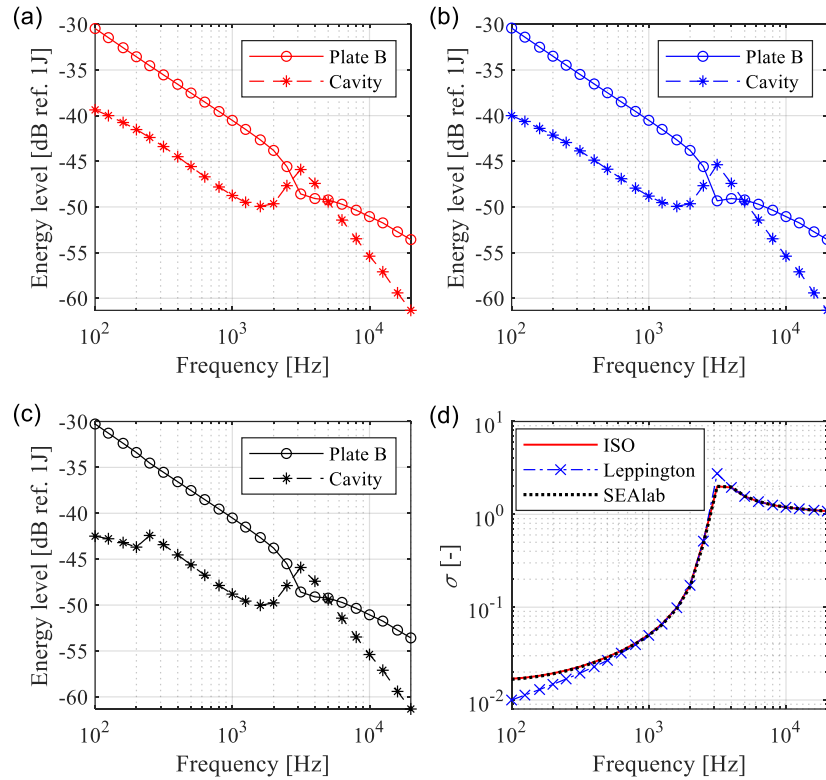 (a)
-30
-35
-40
-45
-50
-55
-60
Energy level [dB ref. 1J]
Plate B
Cavity
10^2
10^3
10^4
Frequency [Hz]
(b)
-30
-35
-40
-45
-50
-55
-60
Energy level [dB ref. 1J]
Plate B
Cavity
10^2
10^3
10^4
Frequency [Hz]
(c)
-30
-35
-40
-45
-50
-55
-60
Energy level [dB ref. 1J]
Plate B
Cavity
10^2
10^3
10^4
Frequency [Hz]
(d)
10^1
10^0
10^-1
10^-2
σ [-]
ISO
Leppington
SEAlab
10^2
10^3
10^4
Frequency [Hz]